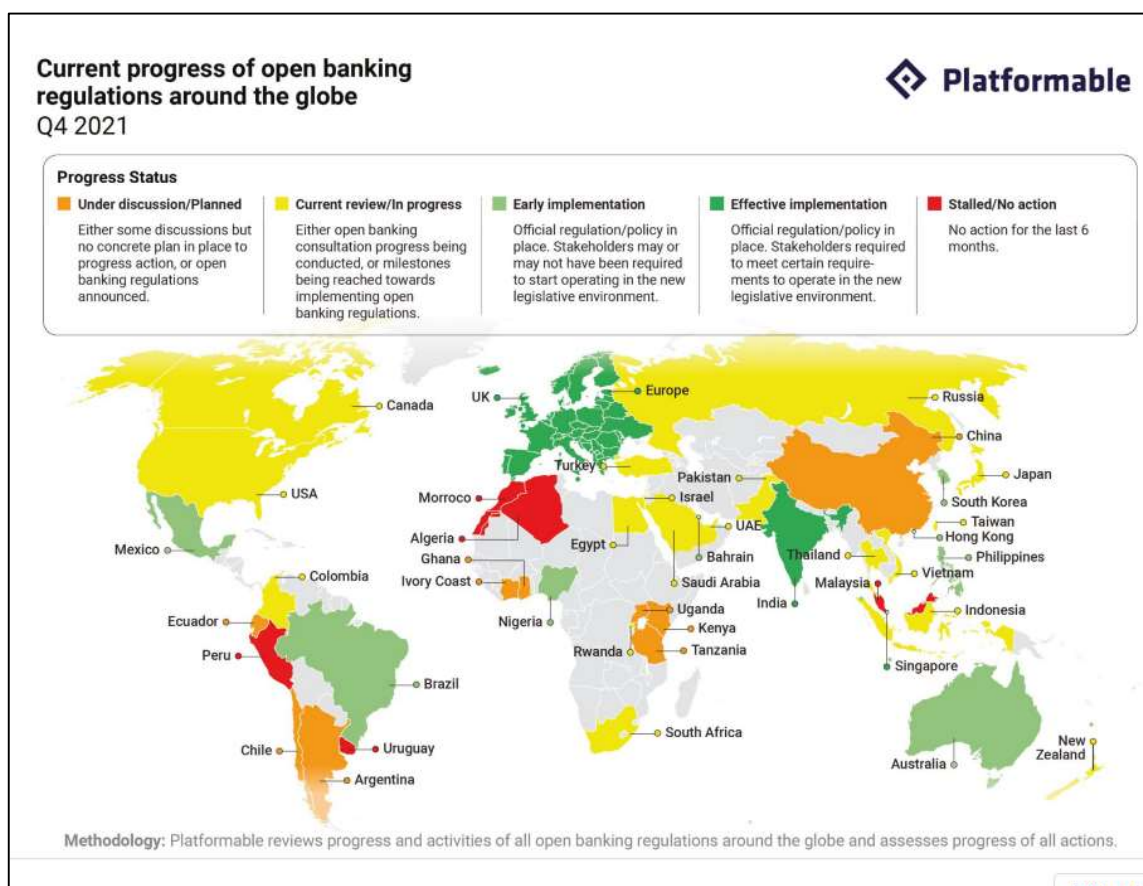 Current progress of open banking
regulations around the globe
Q4 2021
Platformable
Progress Status
Under discussion/Planned
Either some discussions but
no concrete plan in place to
progress action, or open
banking regulations
announced.
Current review/In progress
Either open banking
consultation progress being
conducted, or milestones
being reached towards
implementing open
banking regulations.
Early implementation
Official regulation/policy in
place. Stakeholders may or
may not have been required
to start operating in the new
legislative environment.
Effective implementation
Official regulation/policy in
place. Stakeholders required
to meet certain require-
ments to operate in the new
legislative environment.
Stalled/No action
No action for the last 6
months.
Canada
UK
Europe
Russia
China
Turkey
Pakistan
Japan
USA
Morroco
Israel
South Korea
Taiwan
Algeria
Egypt
UAE
Hong Kong
Mexico
Ghana
Bahrain
Thailand
Philippines
Colombia
Ivory Coast
Saudi Arabia
Malaysia
Vietnam
Ecuador
Nigeria
Uganda
India
Indonesia
Peru
Kenya
Rwanda
Tanzania
Singapore
Brazil
South Africa
Chile
Uruguay
New
Zealand
Australia
Argentina
Methodology: Platformable reviews progress and activities of all open banking regulations around the globe and assesses progress of all actions.